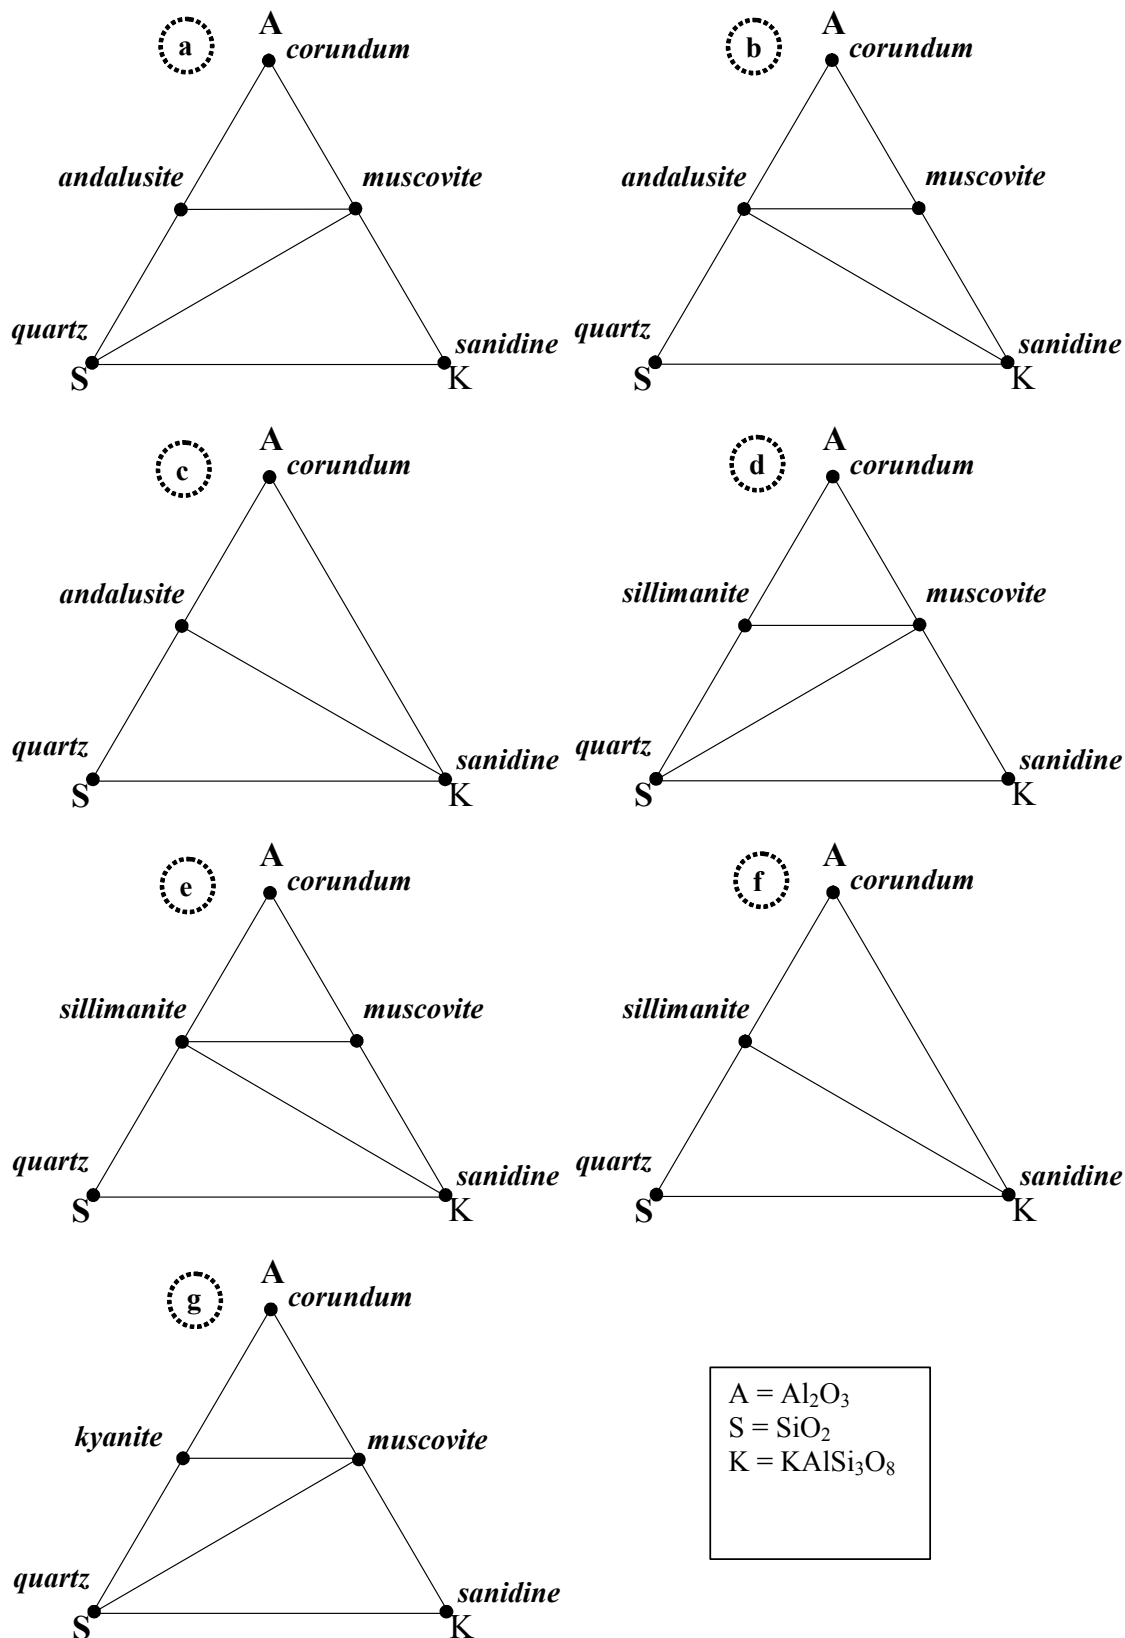 a
A
corundum
andalusite
muscovite
quartz
S
sanidine
K
b
A
corundum
andalusite
muscovite
quartz
S
sanidine
K
c
A
corundum
andalusite
quartz
S
sanidine
K
d
A
corundum
sillimanite
muscovite
quartz
S
sanidine
K
e
A
corundum
sillimanite
muscovite
quartz
S
sanidine
K
f
A
corundum
sillimanite
quartz
S
sanidine
K
g
A
corundum
kyanite
muscovite
quartz
S
sanidine
K
A = Al₂O₃
S = SiO₂
K = KAlSi₃O₈